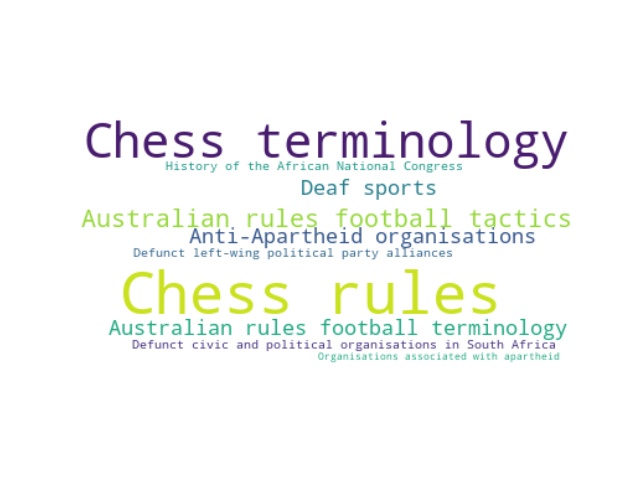 Chess terminology
History of the African National Congress
Deaf sports
Australian rules football tactics
Anti-Apartheid organisations
Defunct left-wing political party alliances
Chess rules
Australian rules football terminology
Defunct civic and political organisations in South Africa
Organisations associated with apartheid